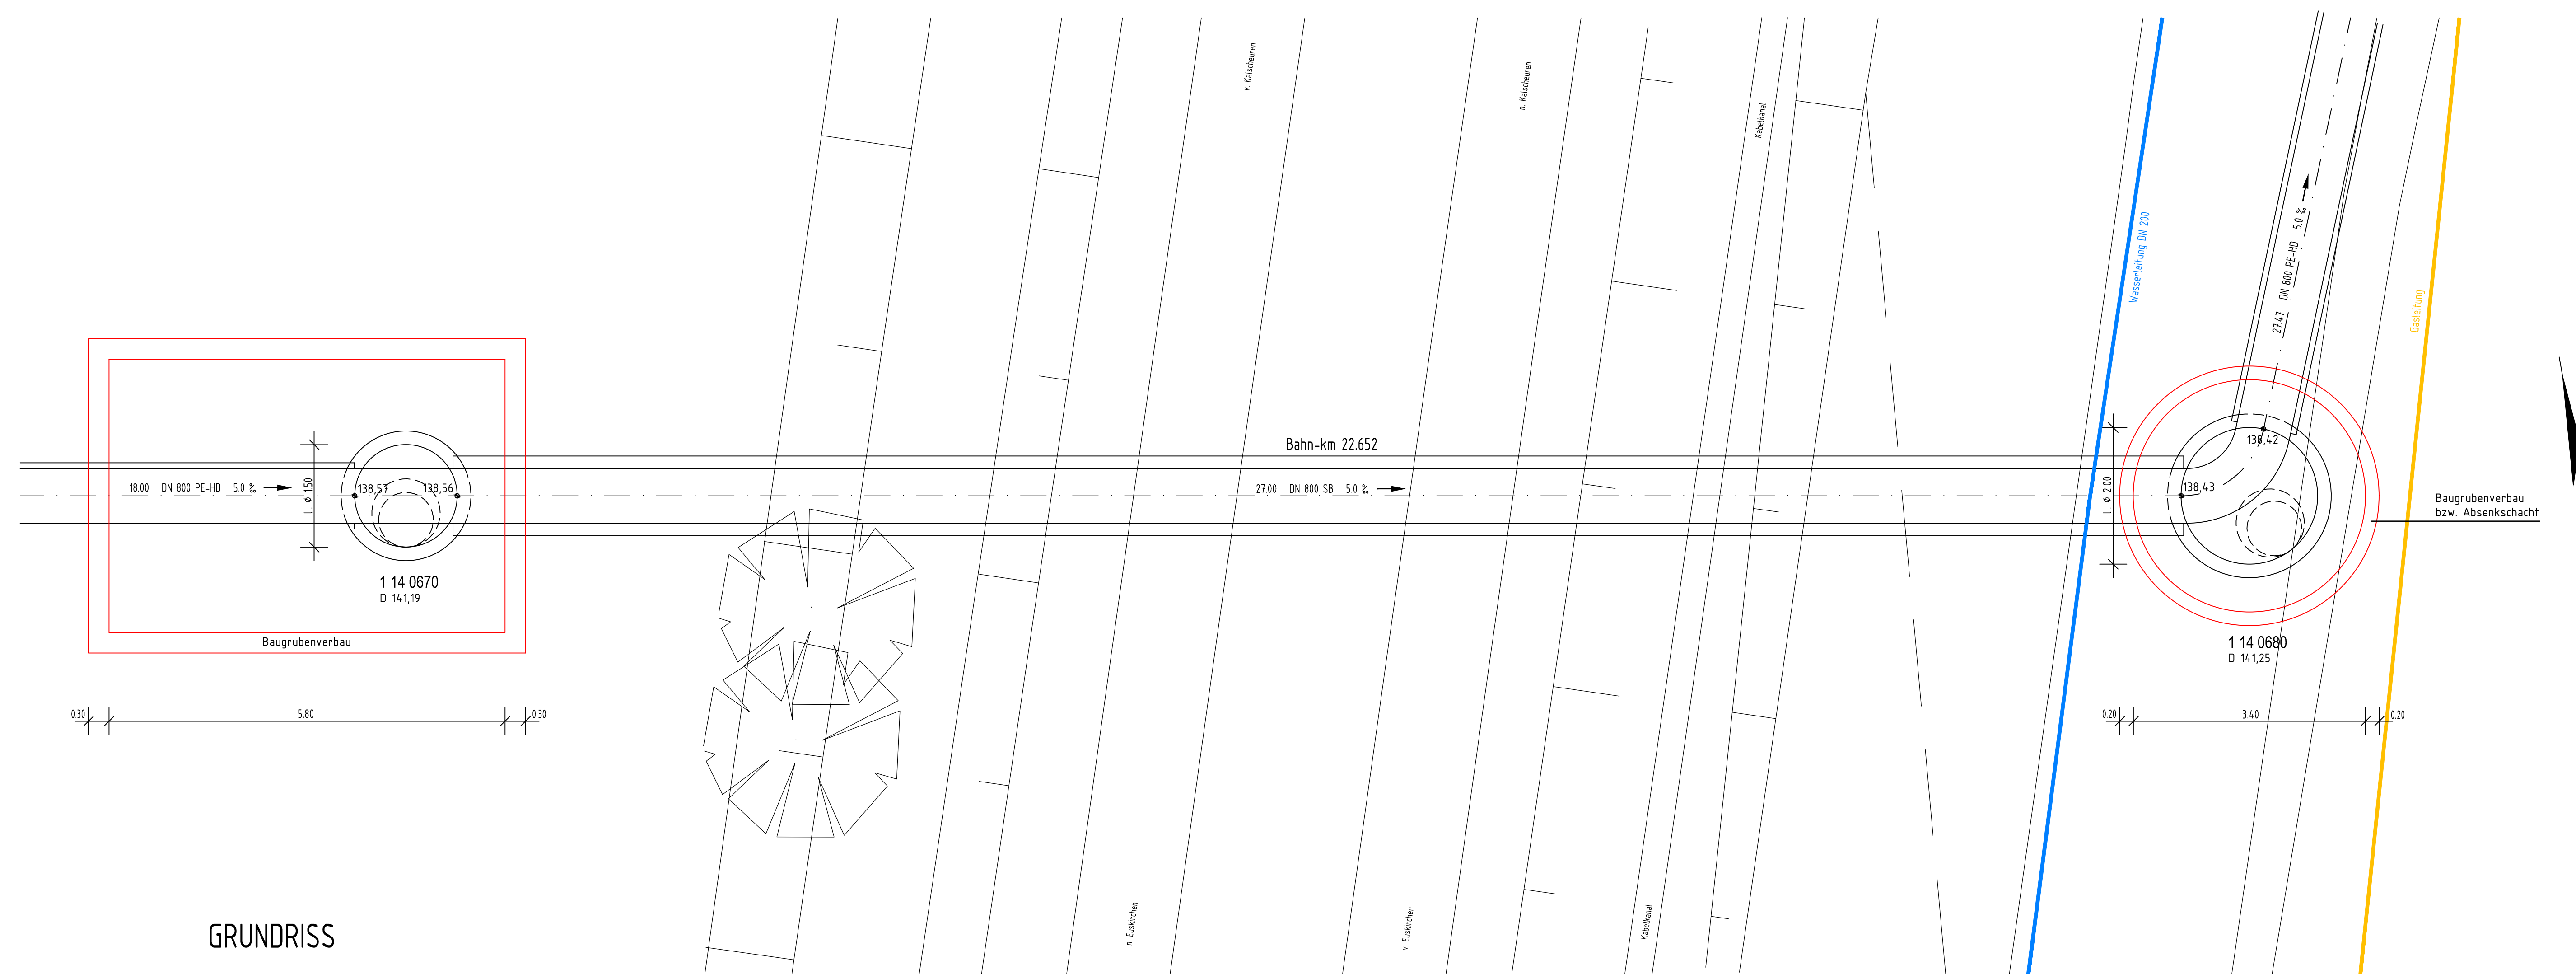 v. Kalscheuren
n. Kalscheuren
Kabelkanal
Wasserleitung DN 200
27.47 DN 800 PE-HD 5.0 ‰
Gasleitung
Bahn-km 22.652
138,42
18.00 DN 800 PE-HD 5.0 ‰
li. ϕ 1.50
138,57
138,56
27.00 DN 800 SB 5.0 ‰
li. ϕ 2.00
138,43
Baugrubenverbau
bzw. Absenkschacht
1 14 0670
D 141,19
Baugrubenverbau
1 14 0680
D 141,25
0.30
5.80
0.30
0.20
3.40
0.20
GRUNDRISS
n. Euskirchen
v. Euskirchen
Kabelkanal